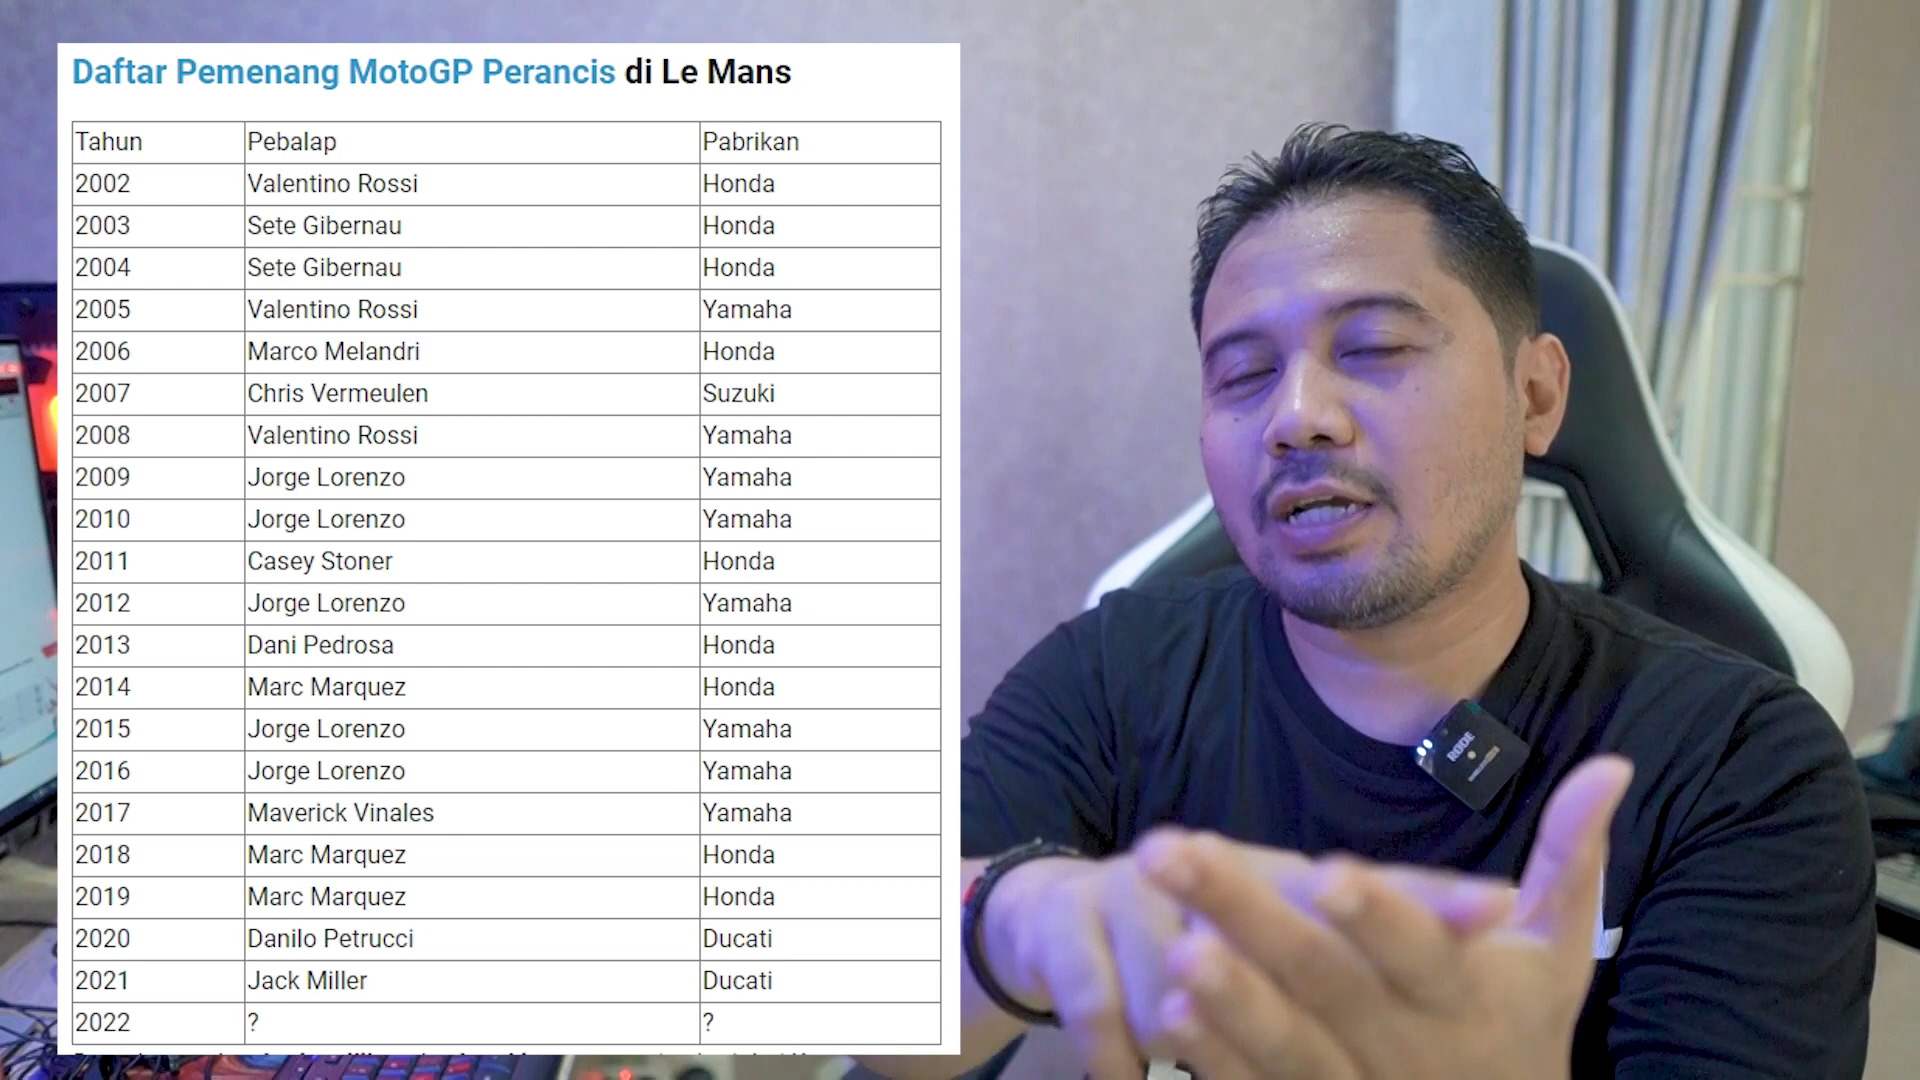 Daftar Pemenang MotoGP Perancis di Le Mans
Tahun Pebalap Pabrikan
2002 Valentino Rossi Honda
2003 Sete Gibernau Honda
2004 Sete Gibernau Honda
2005 Valentino Rossi Yamaha
2006 Marco Melandri Honda
2007 Chris Vermeulen Suzuki
2008 Valentino Rossi Yamaha
2009 Jorge Lorenzo Yamaha
2010 Jorge Lorenzo Yamaha
2011 Casey Stoner Honda
2012 Jorge Lorenzo Yamaha
2013 Dani Pedrosa Honda
2014 Marc Marquez Honda
2015 Jorge Lorenzo Yamaha
2016 Jorge Lorenzo Yamaha
2017 Maverick Vinales Yamaha
2018 Marc Marquez Honda
2019 Marc Marquez Honda
2020 Danilo Petrucci Ducati
2021 Jack Miller Ducati
2022 ? ?
RODE